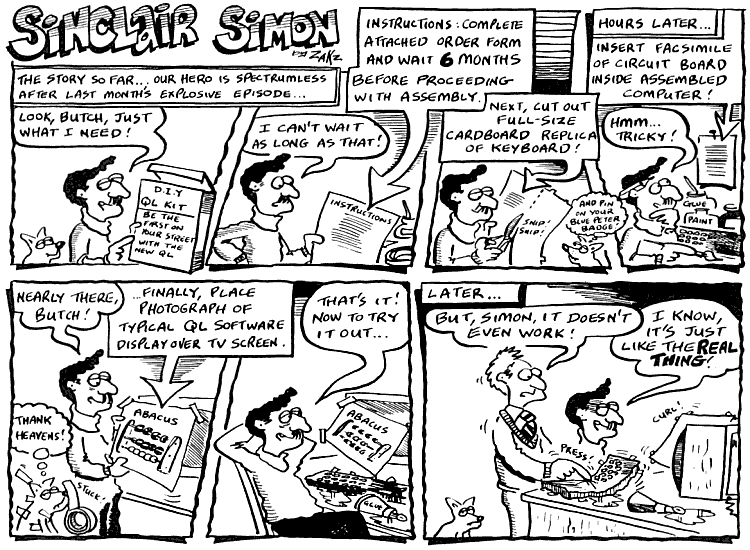 SINCLAIR SIMON
BY ZAKZ
THE STORY SO FAR... OUR HERO IS SPECTRUMLESS
AFTER LAST MONTH'S EXPLOSIVE EPISODE...
LOOK, BUTCH, JUST
WHAT I NEED!
D.I.Y
QL KIT
BE THE
FIRST ON
YOUR STREET
WITH THE
NEW QL
INSTRUCTIONS: COMPLETE
ATTACHED ORDER FORM
AND WAIT 6 MONTHS
BEFORE PROCEEDING
WITH ASSEMBLY.
I CAN'T WAIT
AS LONG AS THAT!
INSTRUCTIONS
NEXT, CUT OUT
FULL-SIZE
CARDBOARD REPLICA
OF KEYBOARD!
SNIP!
SNIP!
AND PIN
ON YOUR
BLUE PETER
BADGE!
HOURS LATER...
INSERT FACSIMILE
OF CIRCUIT BOARD
INSIDE ASSEMBLED
COMPUTER!
HMM...
TRICKY!
GLUE
PAINT
NEARLY THERE,
BUTCH!
...FINALLY, PLACE
PHOTOGRAPH OF
TYPICAL QL SOFTWARE
DISPLAY OVER TV SCREEN.
ABACUS
THANK
HEAVENS!
STUCK!
THAT'S IT!
NOW TO TRY
IT OUT...
ABACUS
GLUE
LATER...
BUT, SIMON, IT DOESN'T
EVEN WORK!
I KNOW,
IT'S JUST
LIKE THE REAL
THING!
PRESS!
CURL!